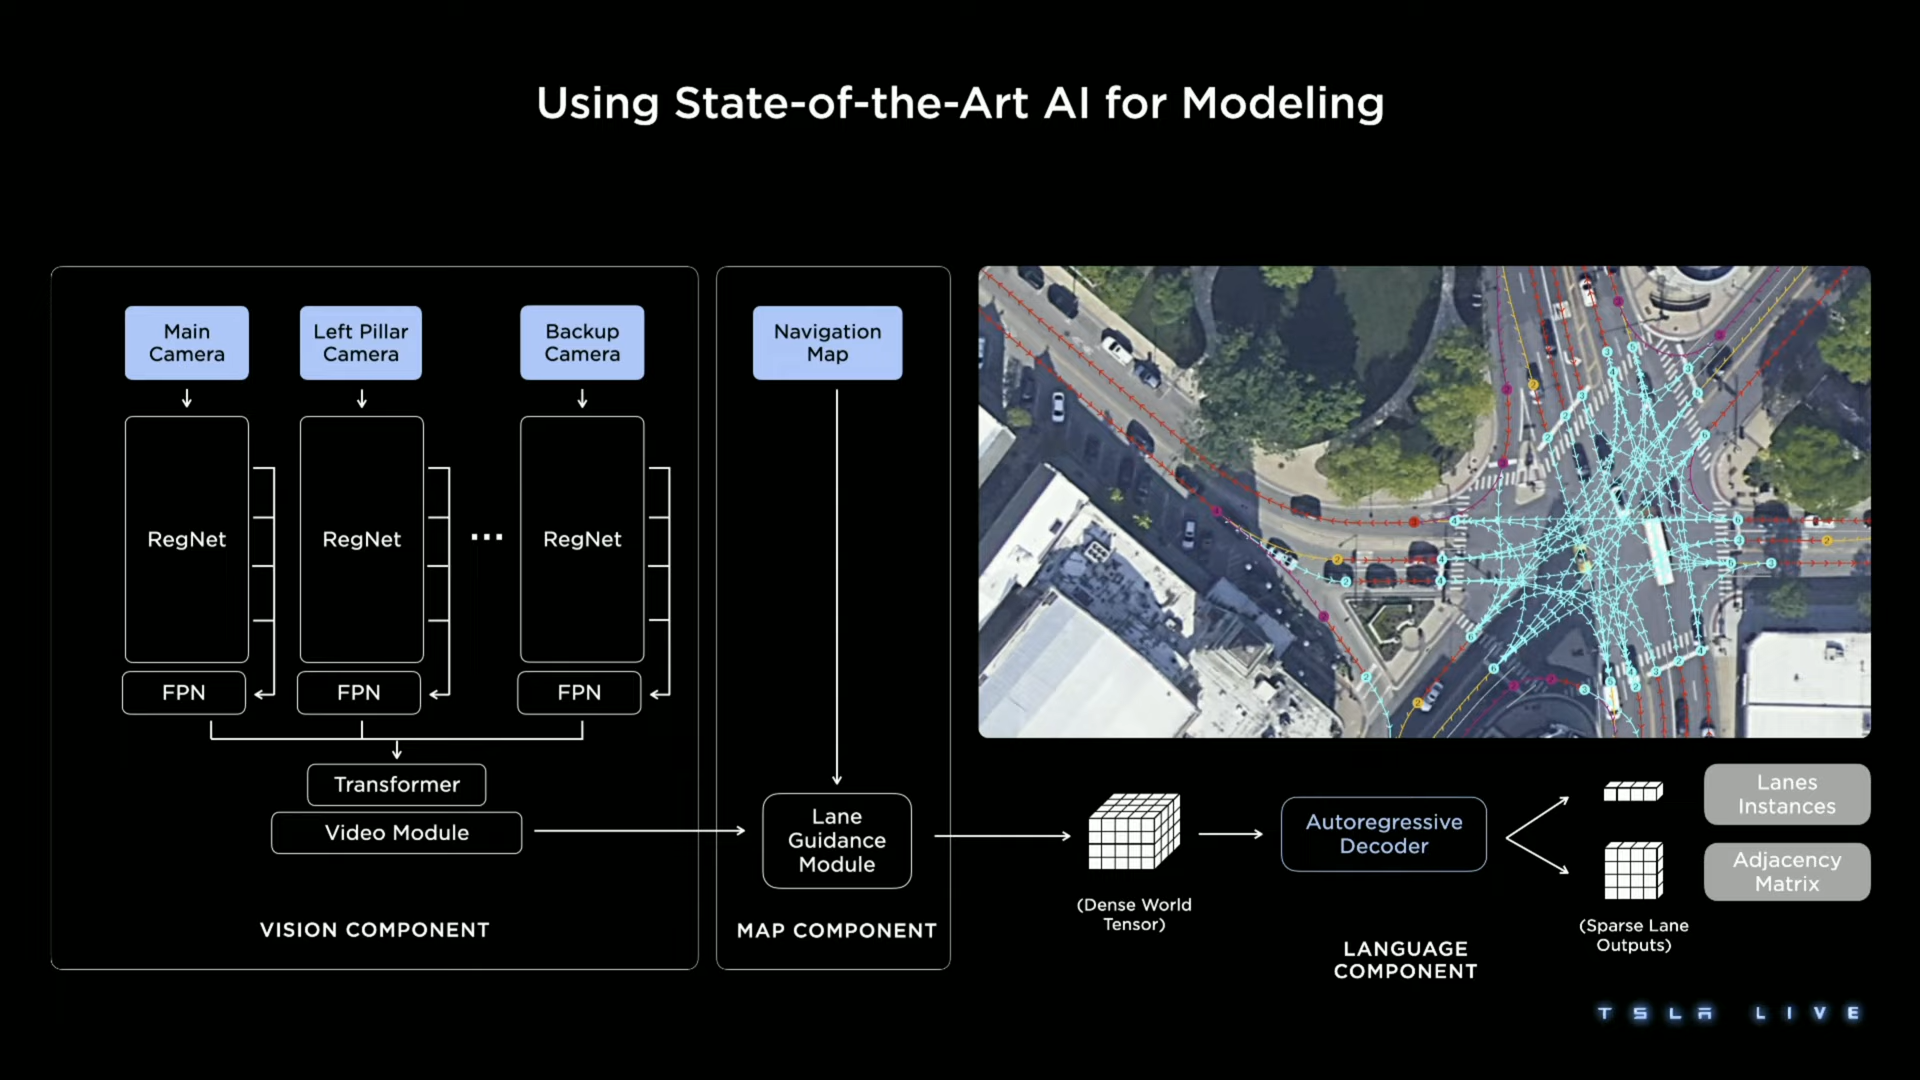 Using State-of-the-Art AI for Modeling
Main
Camera
Left Pillar
Camera
Backup
Camera
RegNet
RegNet
...
RegNet
FPN
FPN
FPN
Transformer
Video Module
VISION COMPONENT
Navigation
Map
Lane
Guidance
Module
MAP COMPONENT
(Dense World
Tensor)
Autoregressive
Decoder
LANGUAGE
COMPONENT
Lanes
Instances
Adjacency
Matrix
(Sparse Lane
Outputs)
TSLA LIVE